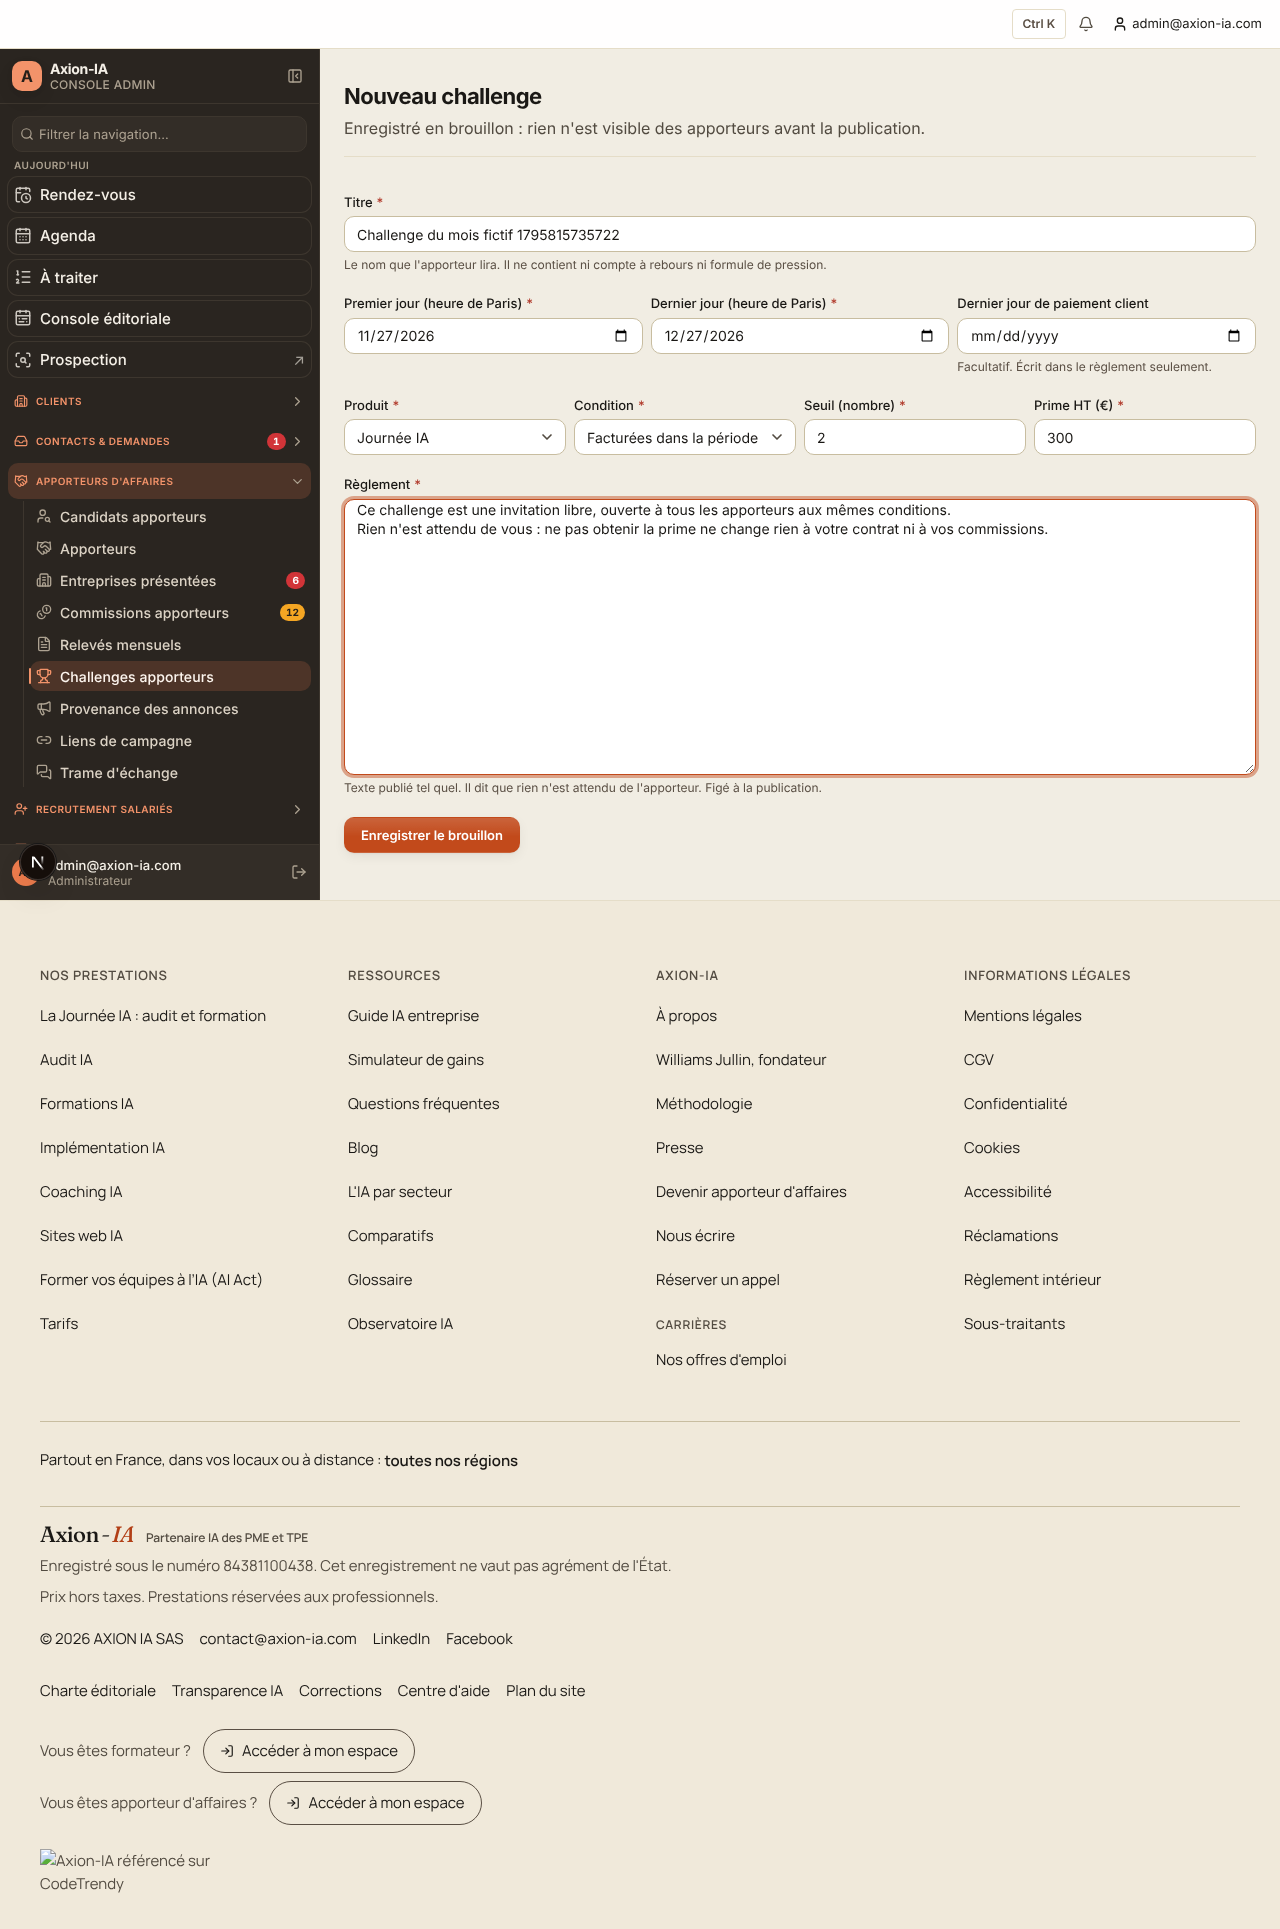 Ctrl K
admin@axion-ia.com
A
Axion-IA
CONSOLE ADMIN
Filtrer la navigation...
AUJOURD'HUI
Rendez-vous
Agenda
À traiter
Console éditoriale
Prospection
CLIENTS
CONTACTS & DEMANDES 1
APPORTEURS D'AFFAIRES
Candidats apporteurs
Apporteurs
Entreprises présentées 6
Commissions apporteurs 12
Relevés mensuels
Challenges apporteurs
Provenance des annonces
Liens de campagne
Trame d'échange
RECRUTEMENT SALARIÉS
N
dmin@axion-ia.com
Administrateur
Nouveau challenge
Enregistré en brouillon : rien n'est visible des apporteurs avant la publication.
Titre *
Challenge du mois fictif 1795815735722
Le nom que l'apporteur lira. Il ne contient ni compte à rebours ni formule de pression.
Premier jour (heure de Paris) * Dernier jour (heure de Paris) * Dernier jour de paiement client
11/27/2026 12/27/2026 mm/dd/yyyy
Facultatif. Écrit dans le règlement seulement.
Produit * Condition * Seuil (nombre) * Prime HT (€) *
Journée IA Facturées dans la période 2 300
Règlement *
Ce challenge est une invitation libre, ouverte à tous les apporteurs aux mêmes conditions.
Rien n'est attendu de vous : ne pas obtenir la prime ne change rien à votre contrat ni à vos commissions.
Texte publié tel quel. Il dit que rien n'est attendu de l'apporteur. Figé à la publication.
Enregistrer le brouillon
NOS PRESTATIONS
La Journée IA : audit et formation
Audit IA
Formations IA
Implémentation IA
Coaching IA
Sites web IA
Former vos équipes à l'IA (AI Act)
Tarifs
RESSOURCES
Guide IA entreprise
Simulateur de gains
Questions fréquentes
Blog
L'IA par secteur
Comparatifs
Glossaire
Observatoire IA
AXION-IA
À propos
Williams Jullin, fondateur
Méthodologie
Presse
Devenir apporteur d'affaires
Nous écrire
Réserver un appel
CARRIÈRES
Nos offres d'emploi
INFORMATIONS LÉGALES
Mentions légales
CGV
Confidentialité
Cookies
Accessibilité
Réclamations
Règlement intérieur
Sous-traitants
Partout en France, dans vos locaux ou à distance : toutes nos régions
Axion-IA Partenaire IA des PME et TPE
Enregistré sous le numéro 84381100438. Cet enregistrement ne vaut pas agrément de l'État.
Prix hors taxes. Prestations réservées aux professionnels.
© 2026 AXION IA SAS contact@axion-ia.com LinkedIn Facebook
Charte éditoriale Transparence IA Corrections Centre d'aide Plan du site
Vous êtes formateur ? Accéder à mon espace
Vous êtes apporteur d'affaires ? Accéder à mon espace
Axion-IA référencé sur
CodeTrendy